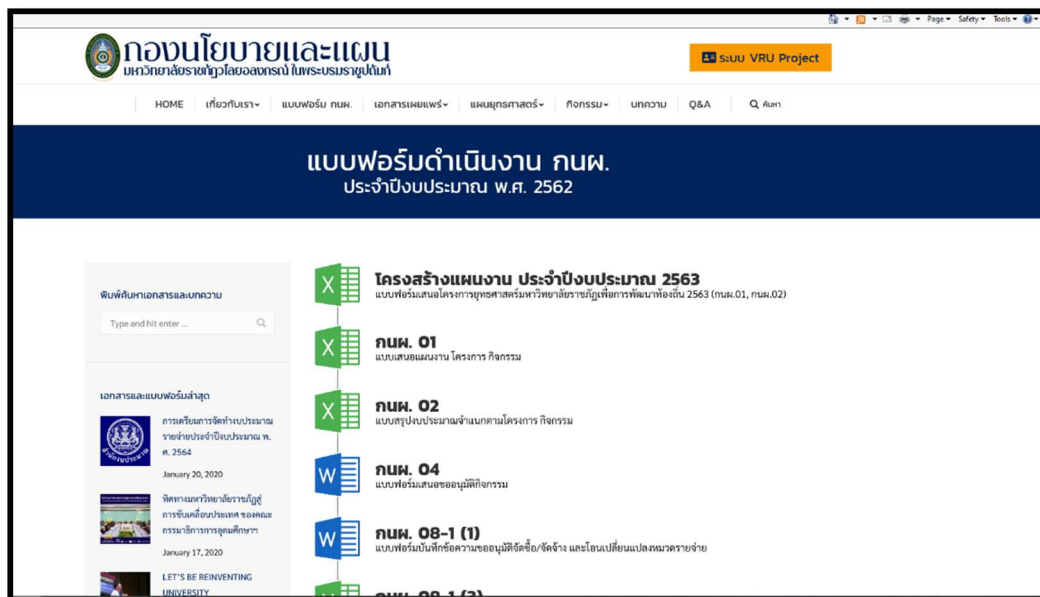 Page
Safety
Tools
กองนโยบายและแผน
มหาวิทยาลัยราชภัฏวไลยอลงกรณ์ ในพระบรมราชูปถัมภ์
ระบบ VRU Project
HOME
เกี่ยวกับเรา
แบบฟอร์ม กนผ.
เอกสารเผยแพร่
แผนยุทธศาสตร์
กิจกรรม
บทความ
Q&A
ค้นหา
แบบฟอร์มดำเนินงาน กนผ.
ประจำปีงบประมาณ พ.ศ. 2562
พิมพ์ค้นหาเอกสารและบทความ
Type and hit enter ...
เอกสารและแบบฟอร์มล่าสุด
สำนักงบประมาณ
การเตรียมการจัดทำงบประมาณ
รายจ่ายประจำปีงบประมาณ พ.
ศ. 2564
January 20, 2020
ทิศทางมหาวิทยาลัยราชภัฏสู่
การขับเคลื่อนประเทศ ของคณะ
กรรมาธิการการอุดมศึกษาฯ
January 17, 2020
LET'S BE REINVENTING
UNIVERSITY
X
โครงสร้างแผนงาน ประจำปีงบประมาณ 2563
แบบฟอร์มเสนอโครงการยุทธศาสตร์มหาวิทยาลัยราชภัฏเพื่อการพัฒนาท้องถิ่น 2563 (กนผ.01, กนผ.02)
X
กนผ. 01
แบบเสนอแผนงาน โครงการ กิจกรรม
X
กนผ. 02
แบบสรุปงบประมาณจำแนกตามโครงการ กิจกรรม
W
กนผ. 04
แบบฟอร์มเสนอขออนุมัติกิจกรรม
W
กนผ. 08-1 (1)
แบบฟอร์มบันทึกข้อความขออนุมัติจัดซื้อ/จัดจ้าง และโอนเปลี่ยนแปลงหมวดรายจ่าย
กนผ. 08-1 (2)